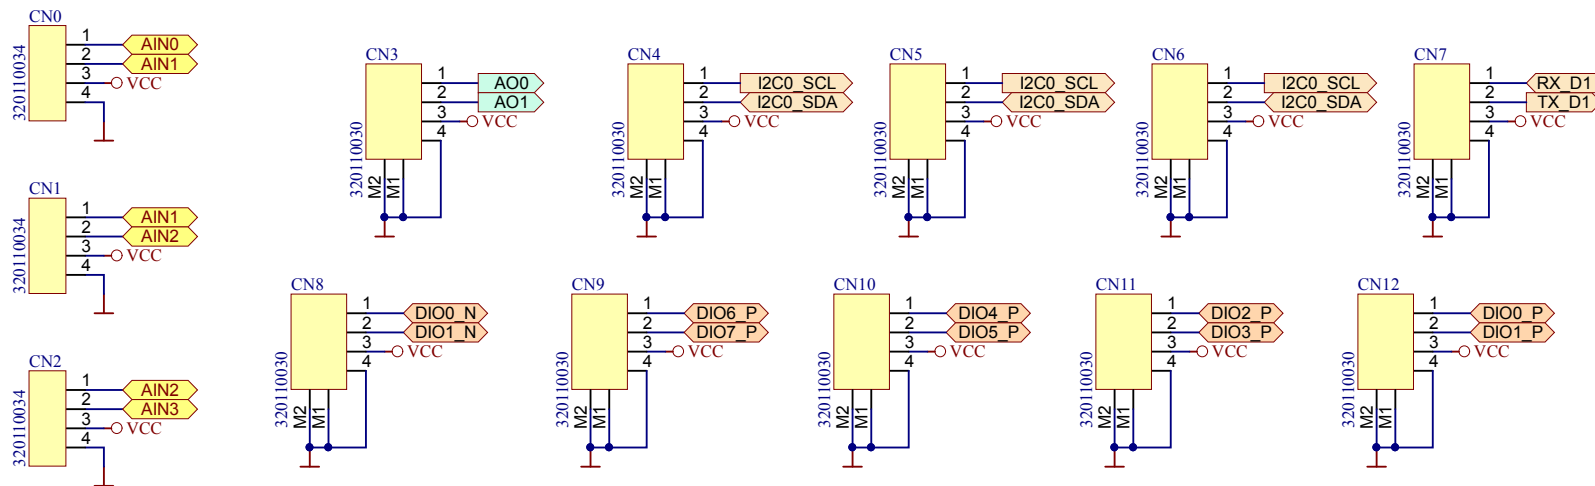 CN0
320110034
1 AIN0
2 AIN1
3 VCC
4
CN1
320110034
1 AIN1
2 AIN2
3 VCC
4
CN2
320110034
1 AIN2
2 AIN3
3 VCC
4
CN3
320110030
1 AO0
2 AO1
3 VCC
4
M2 M1
CN4
320110030
1 I2C0_SCL
2 I2C0_SDA
3 VCC
4
M2 M1
CN5
320110030
1 I2C0_SCL
2 I2C0_SDA
3 VCC
4
M2 M1
CN6
320110030
1 I2C0_SCL
2 I2C0_SDA
3 VCC
4
M2 M1
CN7
320110030
1 RX_D1
2 TX_D1
3 VCC
4
M2 M1
CN8
320110030
1 DIO0_N
2 DIO1_N
3 VCC
4
M2 M1
CN9
320110030
1 DIO6_P
2 DIO7_P
3 VCC
4
M2 M1
CN10
320110030
1 DIO4_P
2 DIO5_P
3 VCC
4
M2 M1
CN11
320110030
1 DIO2_P
2 DIO3_P
3 VCC
4
M2 M1
CN12
320110030
1 DIO0_P
2 DIO1_P
3 VCC
4
M2 M1